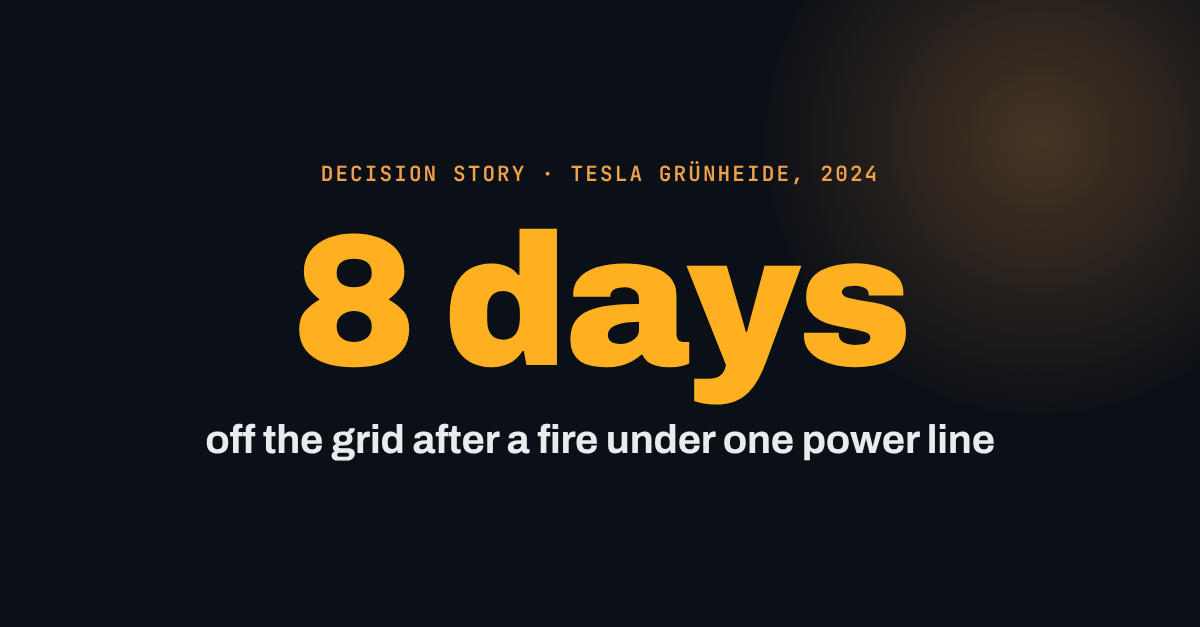 DECISION STORY · TESLA GRÜNHEIDE, 2024
8 days
off the grid after a fire under one power line